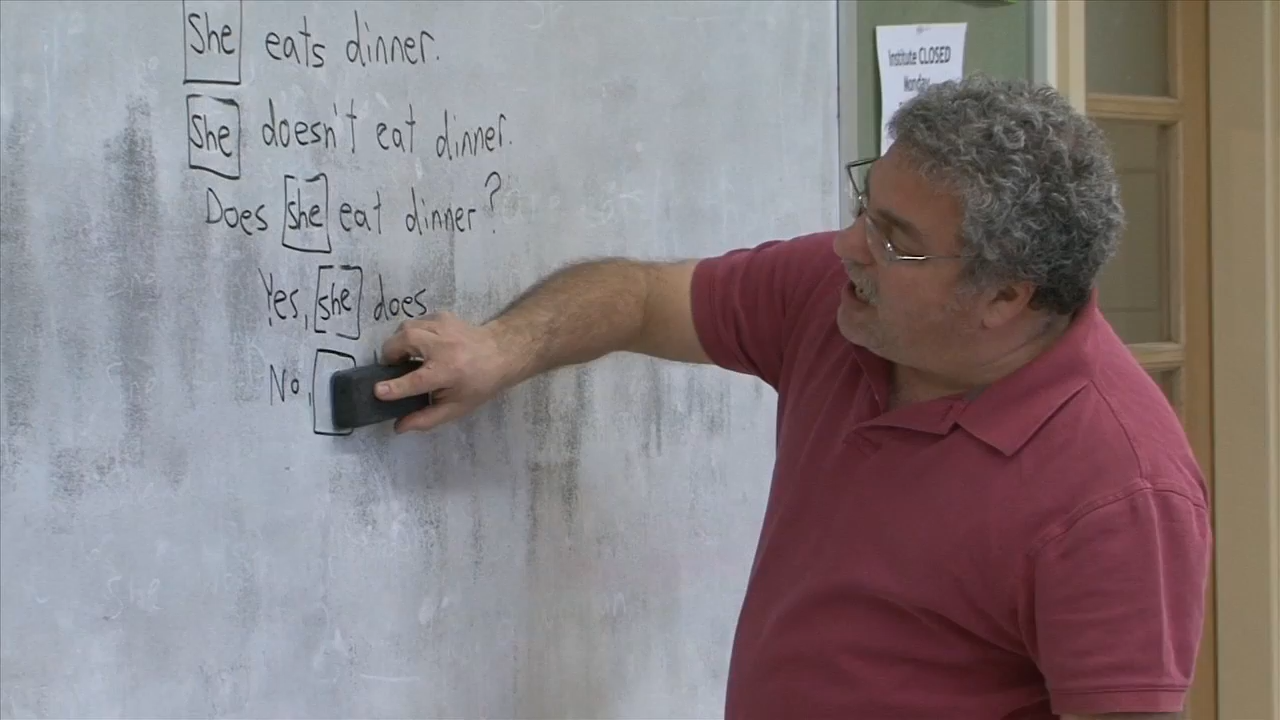 She eats dinner.
She doesn't eat dinner.
Does she eat dinner?
Yes, she does
No,
Institute CLOSED
Monday